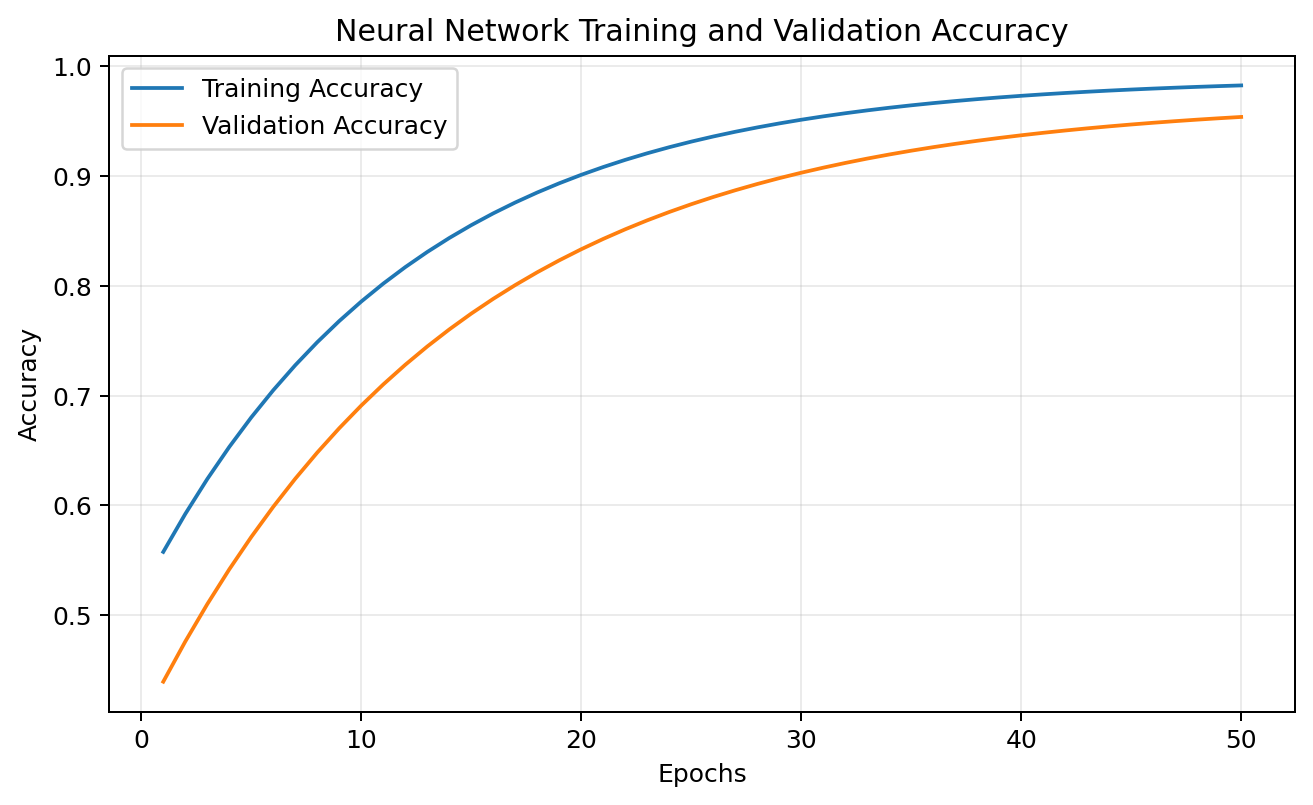 Neural Network Training and Validation Accuracy
Training Accuracy
Validation Accuracy
1.0
0.9
0.8
0.7
0.6
0.5
Accuracy
0 10 20 30 40 50
Epochs